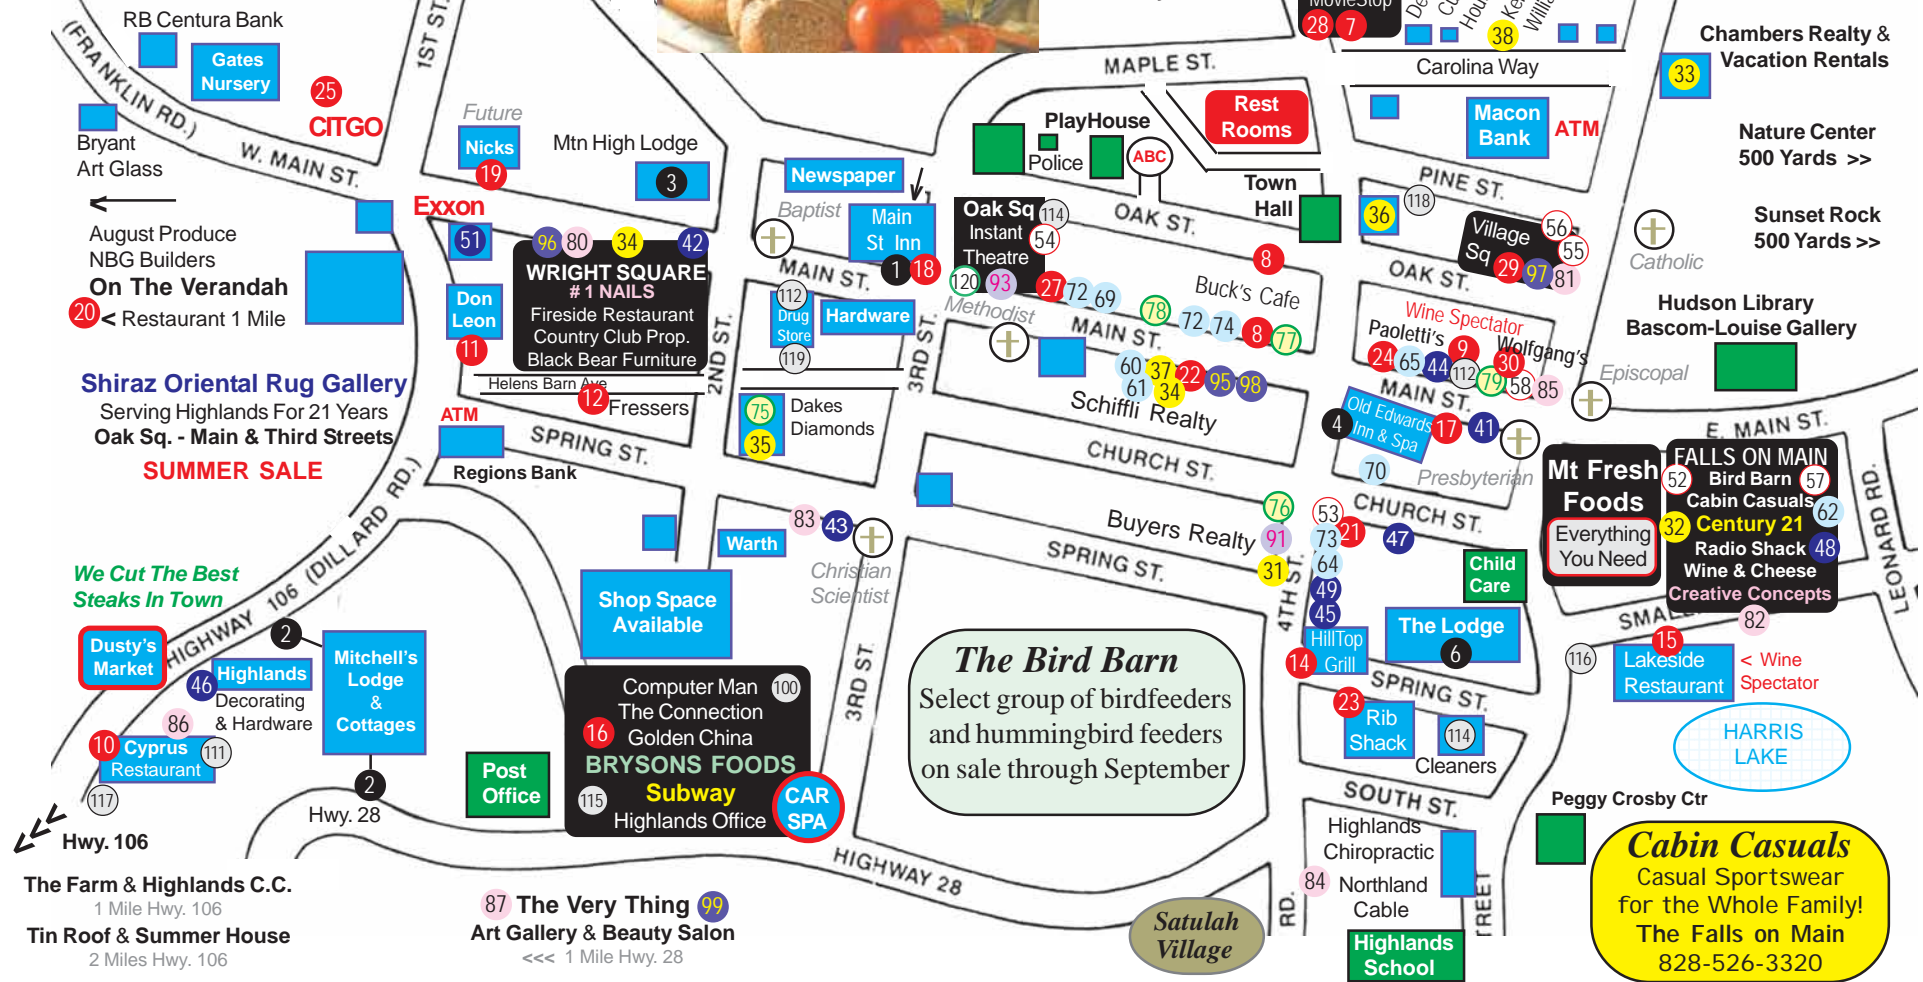 RB Centura Bank
Gates
Nursery
25
CITGO
(FRANKLIN RD.)
W. MAIN ST.
1ST ST.
Bryant
Art Glass
August Produce
NBG Builders
On The Verandah
20
< Restaurant 1 Mile
Shiraz Oriental Rug Gallery
Serving Highlands For 21 Years
Oak Sq. - Main & Third Streets
SUMMER SALE
Future
Nicks
19
Mtn High Lodge
3
Exxon
51
96 80 34 42
WRIGHT SQUARE
# 1 NAILS
Fireside Restaurant
Country Club Prop.
Black Bear Furniture
Don
Leon
11
Helens Barn Ave
12
Fressers
ATM
Regions Bank
SPRING ST.
2ND ST.
Newspaper
Baptist
Main
St Inn
1 18
MAIN ST.
112
Drug
Store
119
Hardware
3RD ST.
75
35
Dakes
Diamonds
MovieStop
28 7
38
Carolina Way
MAPLE ST.
Rest
Rooms
PlayHouse
Police
ABC
Town
Hall
OAK ST.
Oak Sq
114
Instant
54
Theatre
120 93
Methodist
27 72 69
MAIN ST.
78
72 74 8 77
8
Buck's Cafe
60 37 22 95 98
61 34
Schiffli Realty
CHURCH ST.
Macon
Bank
ATM
PINE ST.
36
118
Village
Sq
56
55
29 97 81
OAK ST.
Wine Spectator
Paoletti's
9
Wolfgang's
30
24 65 44 112 79 58 85
MAIN ST.
Old Edwards
Inn & Spa
4
17 41
70
Presbyterian
Episcopal
Catholic
33
Chambers Realty &
Vacation Rentals
Nature Center
500 Yards >>
Sunset Rock
500 Yards >>
Hudson Library
Bascom-Louise Gallery
E. MAIN ST.
LEONARD RD.
Mt Fresh
Foods
Everything
You Need
FALLS ON MAIN
52
Bird Barn
57
Cabin Casuals
62
32
Century 21
Radio Shack
48
Wine & Cheese
Creative Concepts
82
Buyers Realty
76
91
31
SPRING ST.
4TH ST.
53
73 21
64
49
45
CHURCH ST.
47
Child
Care
The Lodge
6
HillTop
Grill
14
SPRING ST.
23
Rib
Shack
114
Cleaners
SOUTH ST.
116
15
Lakeside
Restaurant
< Wine
Spectator
HARRIS
LAKE
Peggy Crosby Ctr
Highlands
Chiropractic
84
Northland
Cable
Highlands
School
RD.
Cabin Casuals
Casual Sportswear
for the Whole Family!
The Falls on Main
828-526-3320
83 43
Warth
Christian
Scientist
Shop Space
Available
3RD ST.
The Bird Barn
Select group of birdfeeders
and hummingbird feeders
on sale through September
We Cut The Best
Steaks In Town
Dusty's
Market
HIGHWAY 106 (DILLARD RD.)
2
46
Highlands
Decorating
& Hardware
Mitchell's
Lodge
&
Cottages
86
10
Cyprus
Restaurant
111
117
2
Hwy. 28
Hwy. 106
Post
Office
Computer Man
100
The Connection
16
Golden China
BRYSONS FOODS
Subway
115
Highlands Office
CAR
SPA
HIGHWAY 28
The Farm & Highlands C.C.
1 Mile Hwy. 106
Tin Roof & Summer House
2 Miles Hwy. 106
87
The Very Thing
99
Art Gallery & Beauty Salon
<<< 1 Mile Hwy. 28
Satulah
Village